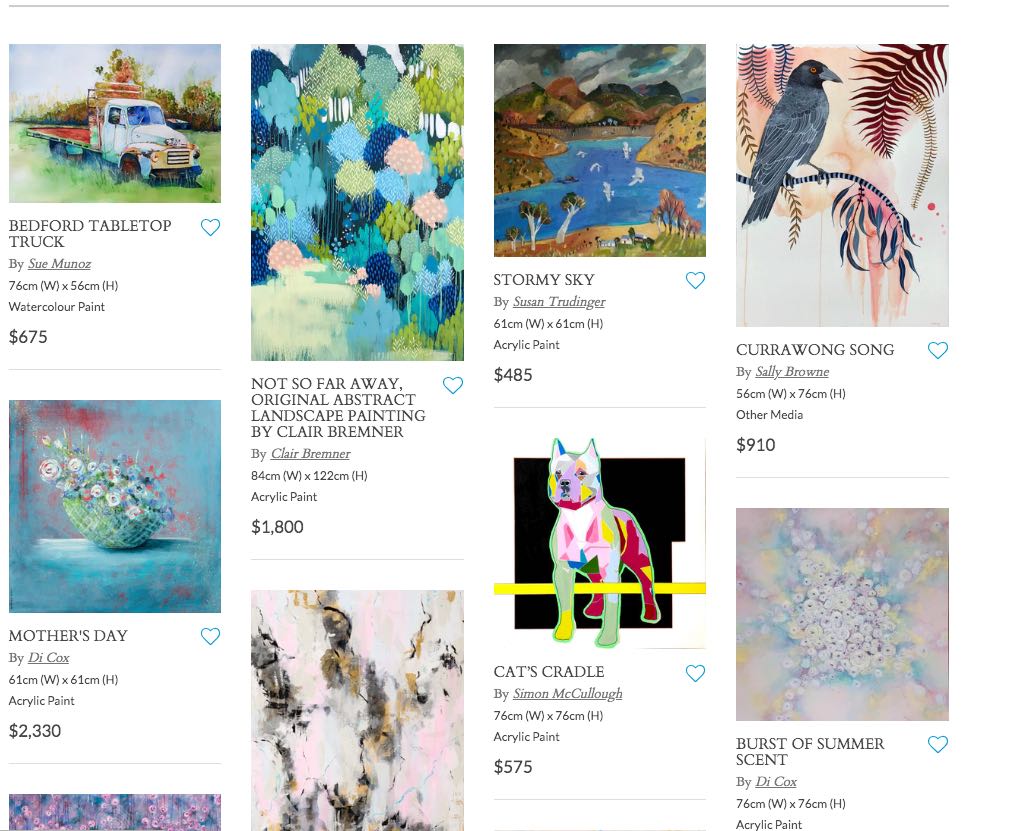 BEDFORD TABLETOP
TRUCK
By Sue Munoz
76cm (W) x 56cm (H)
Watercolour Paint
$675
MOTHER'S DAY
By Di Cox
61cm (W) x 61cm (H)
Acrylic Paint
$2,330
NOT SO FAR AWAY,
ORIGINAL ABSTRACT
LANDSCAPE PAINTING
BY CLAIR BREMNER
By Clair Bremner
84cm (W) x 122cm (H)
Acrylic Paint
$1,800
STORMY SKY
By Susan Trudinger
61cm (W) x 61cm (H)
Acrylic Paint
$485
CAT'S CRADLE
By Simon McCullough
76cm (W) x 76cm (H)
Acrylic Paint
$575
CURRAWONG SONG
By Sally Browne
56cm (W) x 76cm (H)
Other Media
$910
BURST OF SUMMER
SCENT
By Di Cox
76cm (W) x 76cm (H)
Acrylic Paint